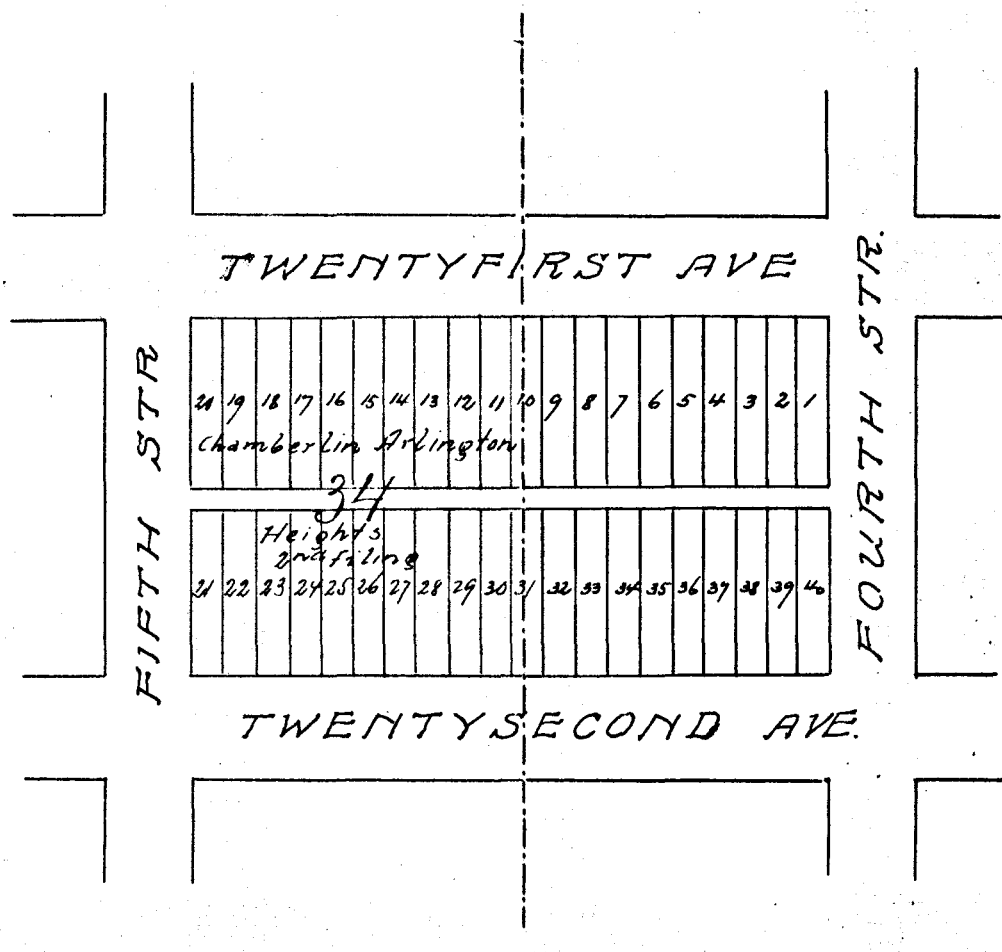 TWENTYFIRST AVE
FIFTH STR
FOURTH STR.
20 19 18 17 16 15 14 13 12 11 10 9 8 7 6 5 4 3 2 1
Chamberlin Arlington
34
Heights
2nd filing
21 22 23 24 25 26 27 28 29 30 31 32 33 34 35 36 37 38 39 40
TWENTYSECOND AVE.